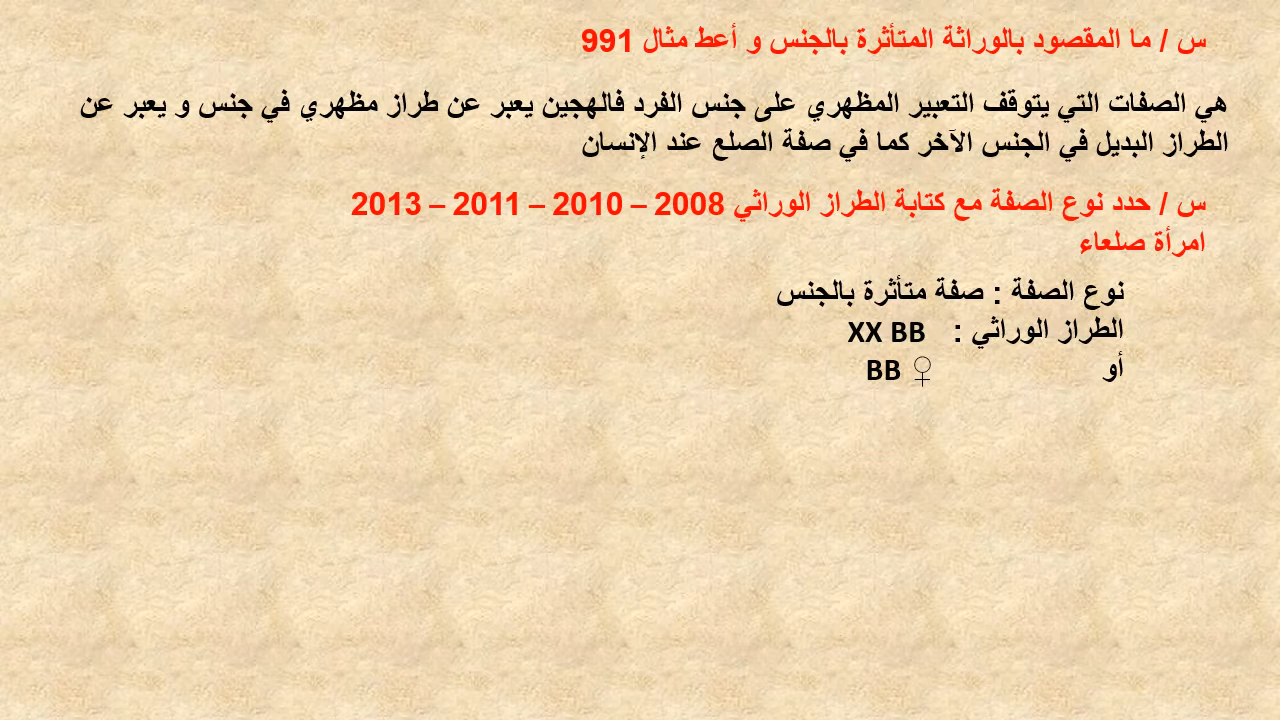 س / ما المقصود بالوراثة المتأثرة بالجنس و أعط مثال 991
هي الصفات التي يتوقف التعبير المظهري على جنس الفرد فالهجين يعبر عن طراز مظهري في جنس و يعبر عن
الطراز البديل في الجنس الآخر كما في صفة الصلع عند الإنسان
س / حدد نوع الصفة مع كتابة الطراز الوراثي 2008 – 2010 – 2011 – 2013
امرأة صلعاء
نوع الصفة : صفة متأثرة بالجنس
الطراز الوراثي : XX BB
أو BB ♀